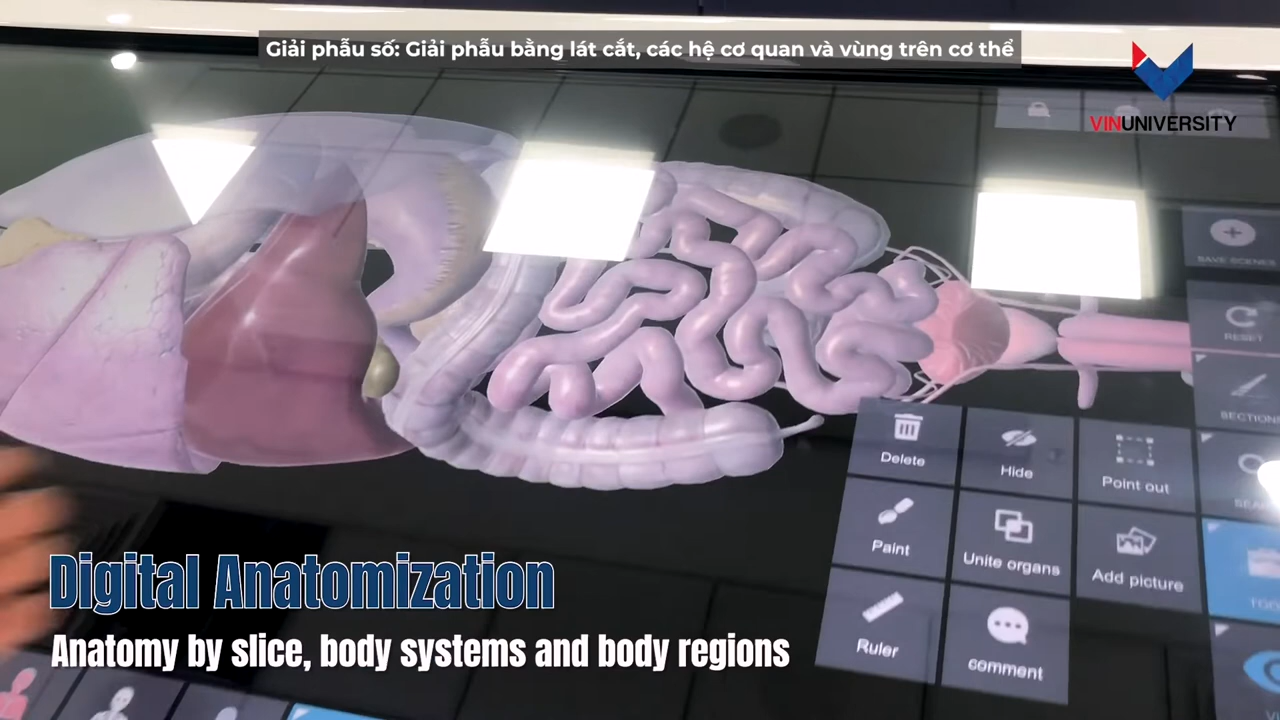 Giải phẫu số: Giải phẫu bằng lát cắt, các hệ cơ quan và vùng trên cơ thể
VINUNIVERSITY
SAVE SCENES
RESET
Delete
Hide
Point out
Paint
Unite organs
Add picture
Ruler
comment
Digital Anatomization
Anatomy by slice, body systems and body regions